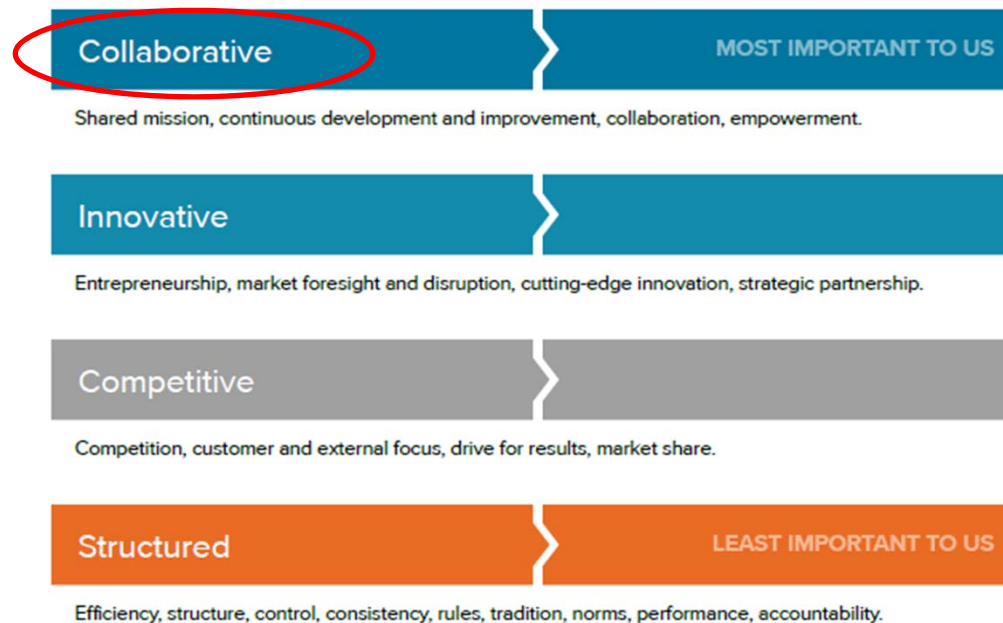 Collaborative MOST IMPORTANT TO US
Shared mission, continuous development and improvement, collaboration, empowerment.
Innovative
Entrepreneurship, market foresight and disruption, cutting-edge innovation, strategic partnership.
Competitive
Competition, customer and external focus, drive for results, market share.
Structured LEAST IMPORTANT TO US
Efficiency, structure, control, consistency, rules, tradition, norms, performance, accountability.